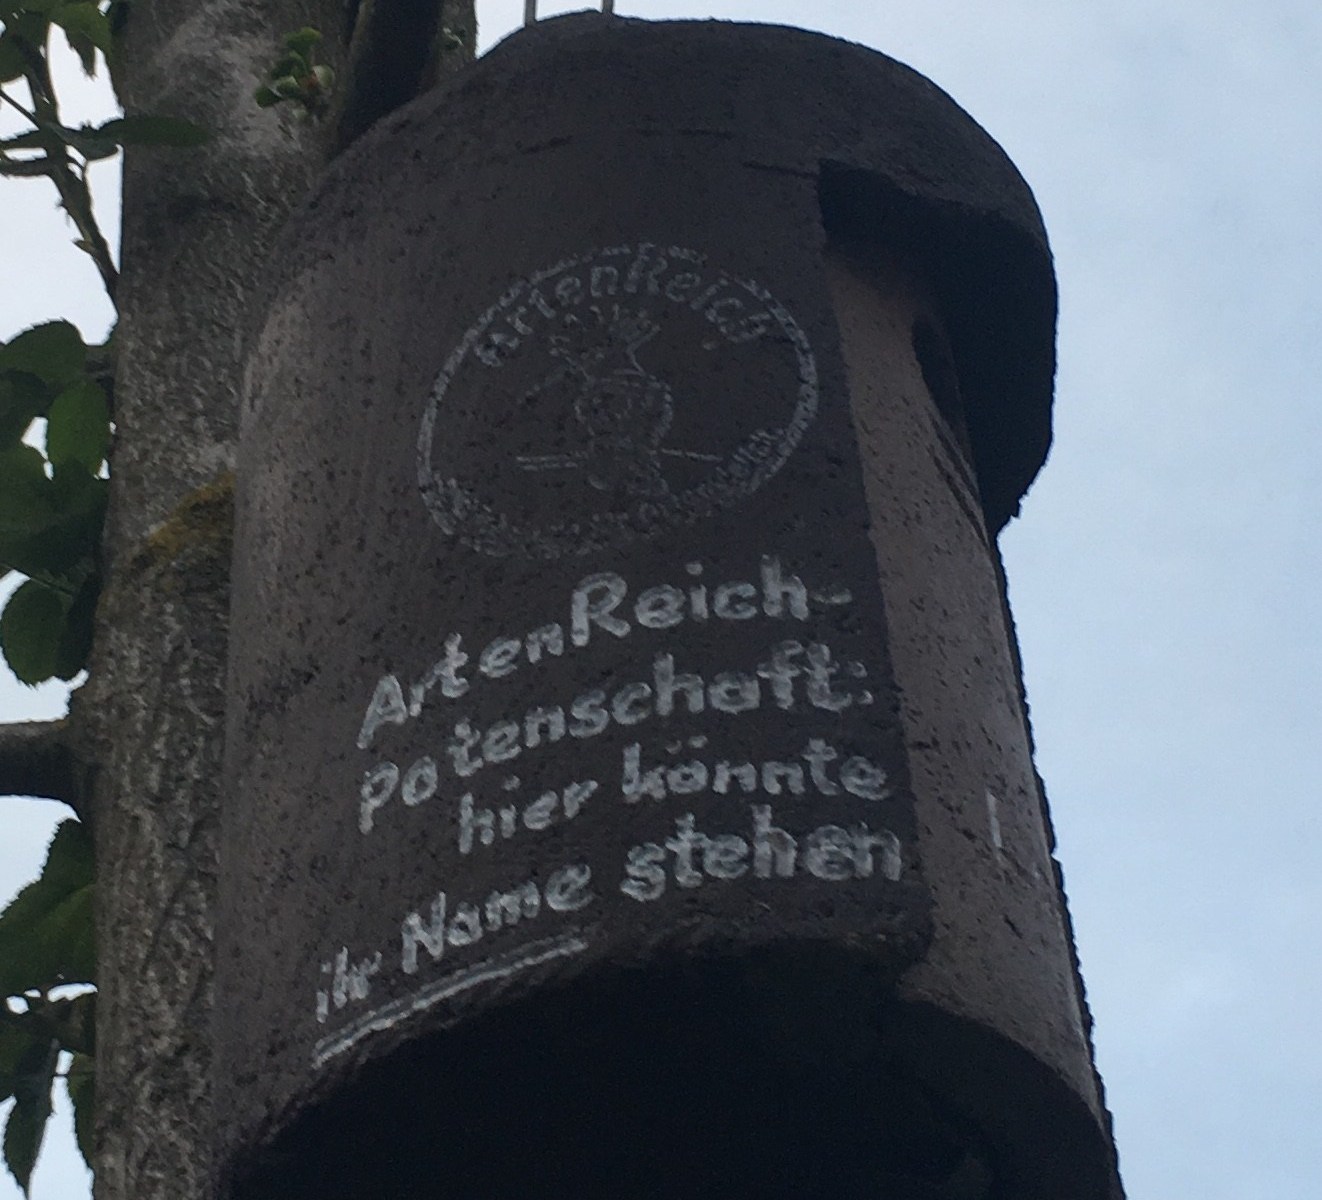 ArtenReich
ArtenReich-
patenschaft:
hier könnte
ihr Name stehen